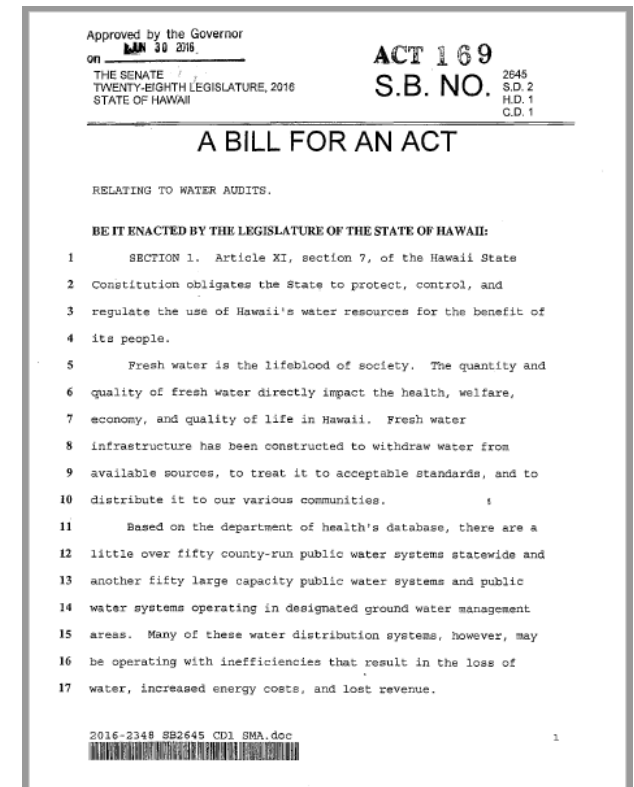 Approved by the Governor
on JUN 30 2016
ACT 169
THE SENATE
TWENTY-EIGHTH LEGISLATURE, 2016
STATE OF HAWAII
S.B. NO.
2645
S.D. 2
H.D. 1
C.D. 1
A BILL FOR AN ACT
RELATING TO WATER AUDITS.
BE IT ENACTED BY THE LEGISLATURE OF THE STATE OF HAWAII:
1 SECTION 1. Article XI, section 7, of the Hawaii State
2 Constitution obligates the State to protect, control, and
3 regulate the use of Hawaii's water resources for the benefit of
4 its people.
5 Fresh water is the lifeblood of society. The quantity and
6 quality of fresh water directly impact the health, welfare,
7 economy, and quality of life in Hawaii. Fresh water
8 infrastructure has been constructed to withdraw water from
9 available sources, to treat it to acceptable standards, and to
10 distribute it to our various communities.
11 Based on the department of health's database, there are a
12 little over fifty county-run public water systems statewide and
13 another fifty large capacity public water systems and public
14 water systems operating in designated ground water management
15 areas. Many of these water distribution systems, however, may
16 be operating with inefficiencies that result in the loss of
17 water, increased energy costs, and lost revenue.
2016-2348 SB2645 CD1 SMA.doc
1